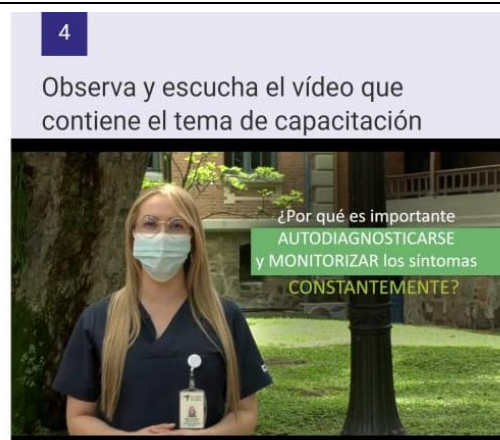 4
Observa y escucha el vídeo que
contiene el tema de capacitación
¿Por qué es importante
AUTODIAGNOSTICARSE
y MONITORIZAR los síntomas
CONSTANTEMENTE?